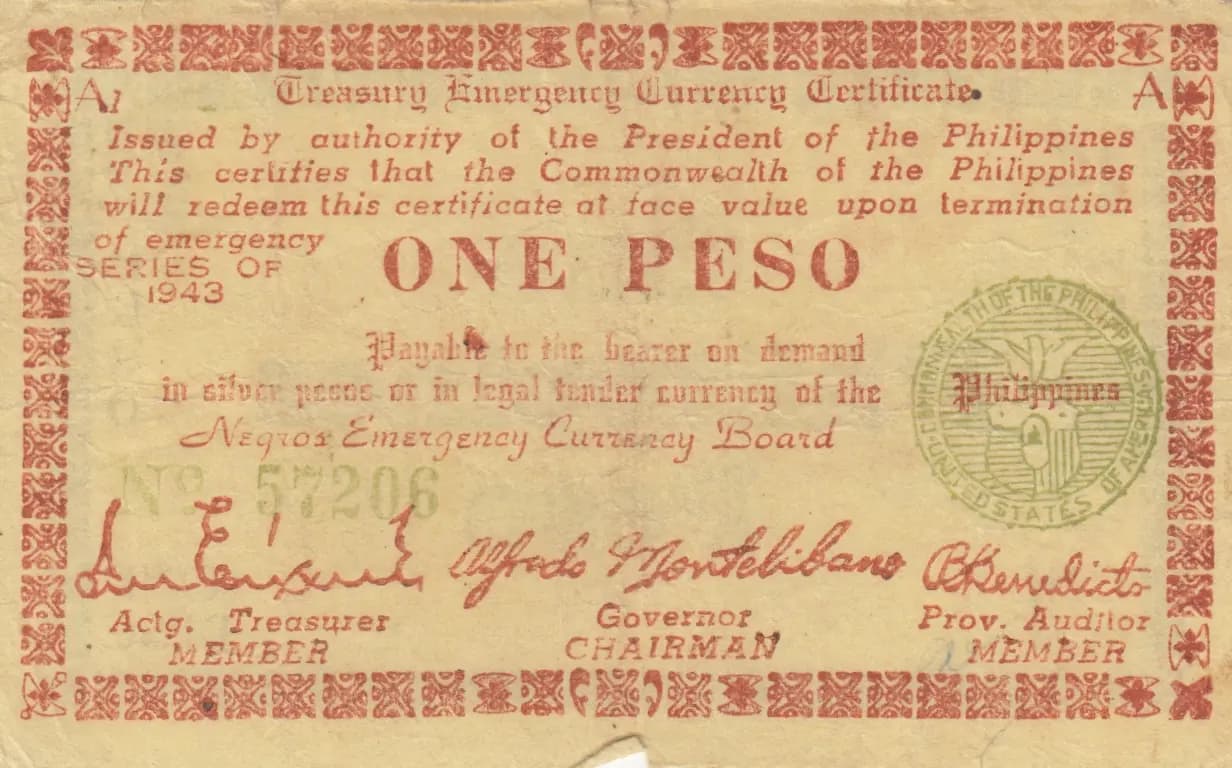 Treasury Emergency Currency Certificate
A1 A
Issued by authority of the President of the Philippines
This certifies that the Commonwealth of the Philippines
will redeem this certificate at face value upon termination
of emergency
SERIES OF
1943
ONE PESO
Payable to the bearer on demand
in silver pesos or in legal tender currency of the Philippines
Negros Emergency Currency Board
COMMONWEALTH OF THE PHILIPPINES
UNITED STATES OF AMERICA
No. 57206
Alfredo Montelibano
Benedicto
Actg. Treasurer Governor Prov. Auditor
MEMBER CHAIRMAN MEMBER